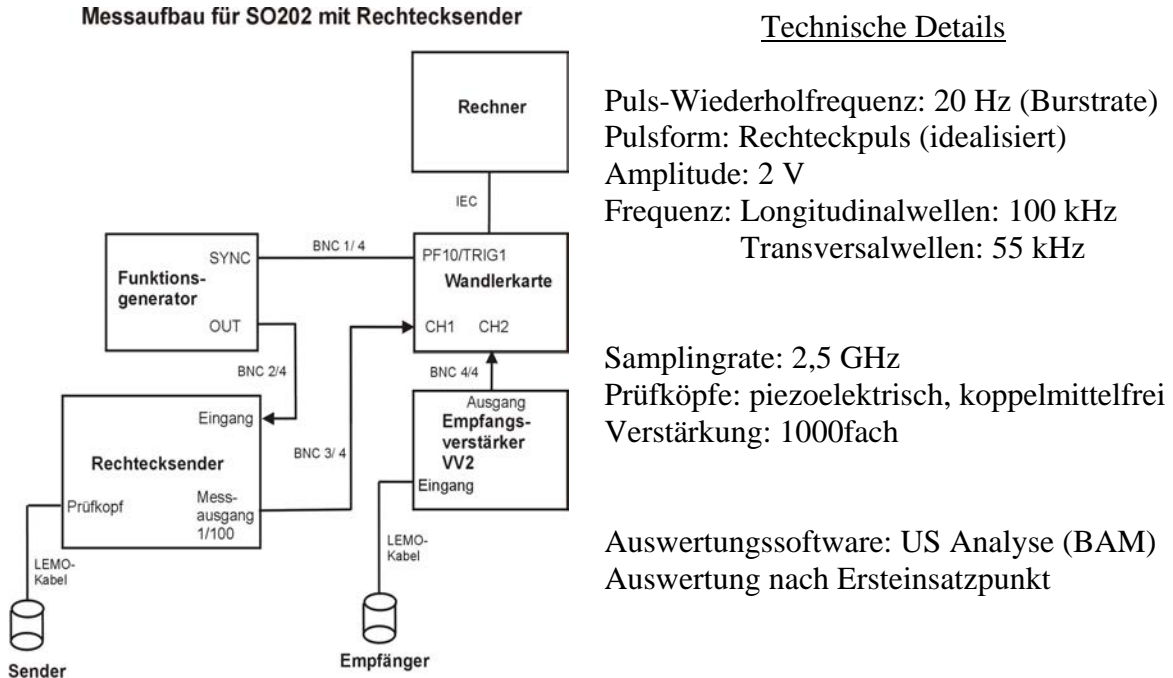 Messaufbau für SO202 mit Rechtecksender
Rechner
IEC
BNC 1/ 4
SYNC
Funktions-
generator
OUT
PF10/TRIG1
Wandlerkarte
CH1 CH2
BNC 2/4
BNC 4/4
Eingang
Rechtecksender
Prüfkopf
Mess-
ausgang
1/100
BNC 3/ 4
Ausgang
Empfangs-
verstärker
VV2
Eingang
LEMO-
Kabel
LEMO-
Kabel
Sender
Empfänger
Technische Details
Puls-Wiederholfrequenz: 20 Hz (Burstrate)
Pulsform: Rechteckpuls (idealisiert)
Amplitude: 2 V
Frequenz: Longitudinalwellen: 100 kHz
Transversalwellen: 55 kHz
Samplingrate: 2,5 GHz
Prüfköpfe: piezoelektrisch, koppelmittelfrei
Verstärkung: 1000fach
Auswertungssoftware: US Analyse (BAM)
Auswertung nach Ersteinsatzpunkt